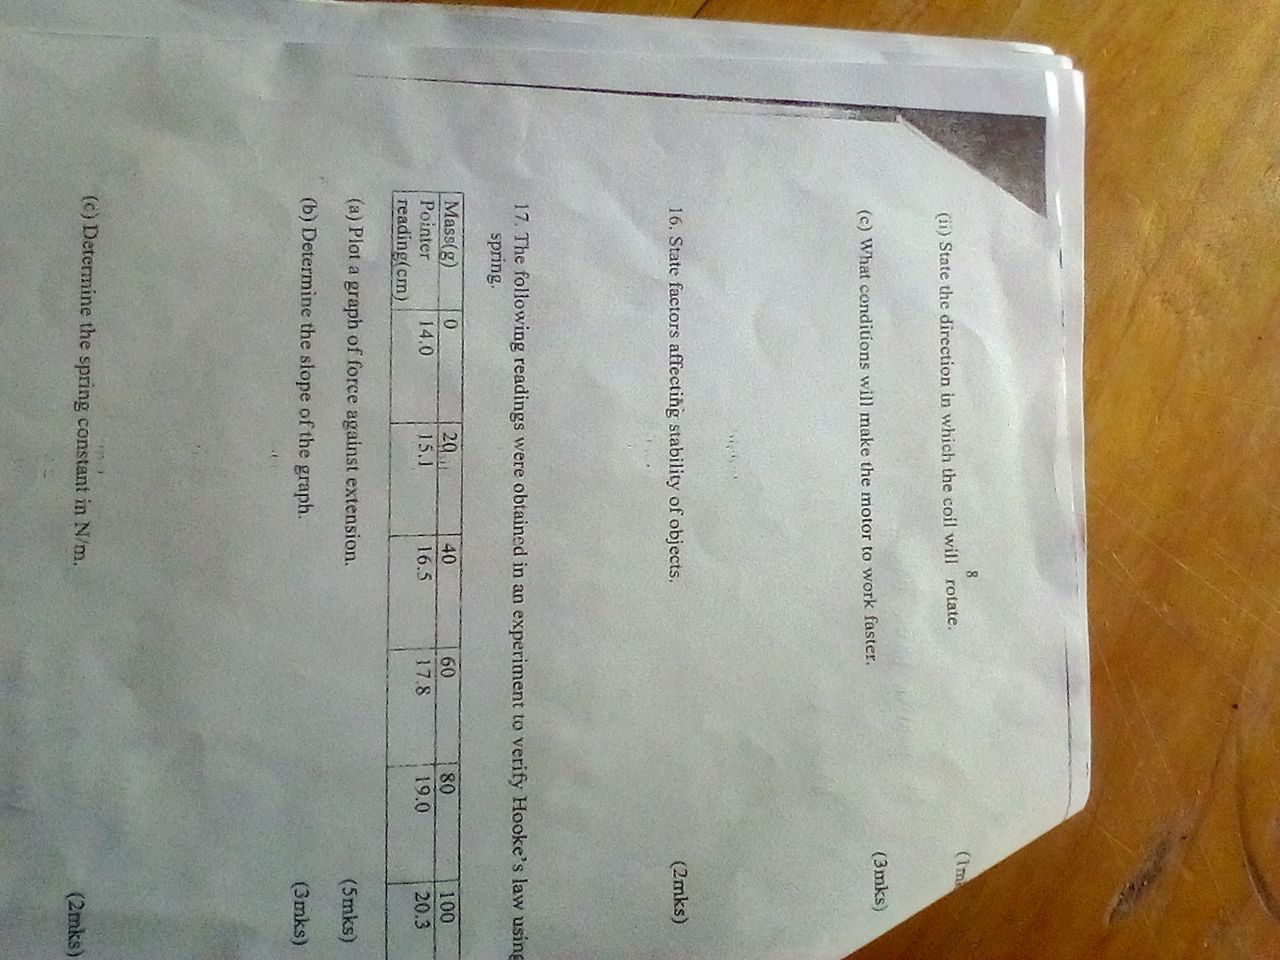 8
(ii) State the direction in which the coil will rotate.
(c) What conditions will make the motor to work faster. (3mks)
16. State factors affecting stability of objects. (2mks)
17. The following readings were obtained in an experiment to verify Hooke's law using
spring.
Mass(g) 0 20 40 60 80 100
Pointer 14.0 15.1 16.5 17.8 19.0 20.3
reading(cm)
(a) Plot a graph of force against extension. (5mks)
(b) Determine the slope of the graph. (3mks)
(c) Determine the spring constant in N/m. (2mks)